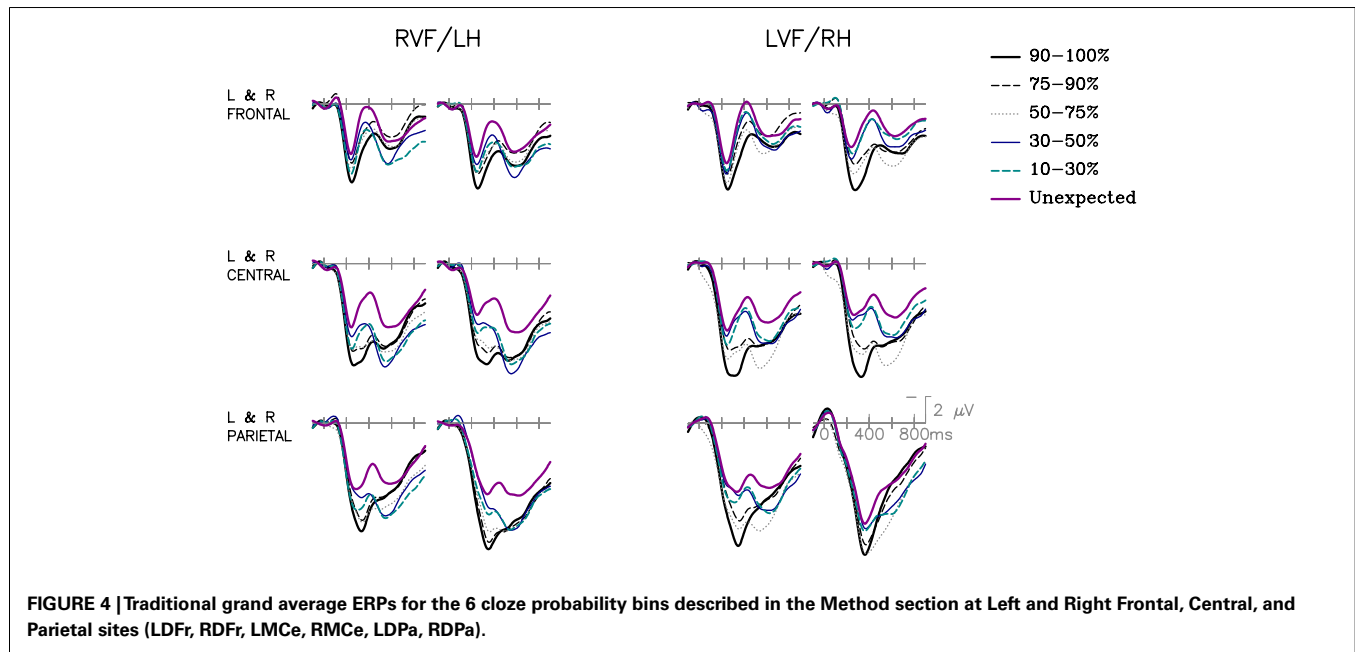 RVF/LH
LVF/RH
90–100%
75–90%
50–75%
30–50%
10–30%
Unexpected
L & R
FRONTAL
L & R
CENTRAL
L & R
PARIETAL
2 μV
0 400 800ms
FIGURE 4 | Traditional grand average ERPs for the 6 cloze probability bins described in the Method section at Left and Right Frontal, Central, and
Parietal sites (LDFr, RDFr, LMCe, RMCe, LDPa, RDPa).